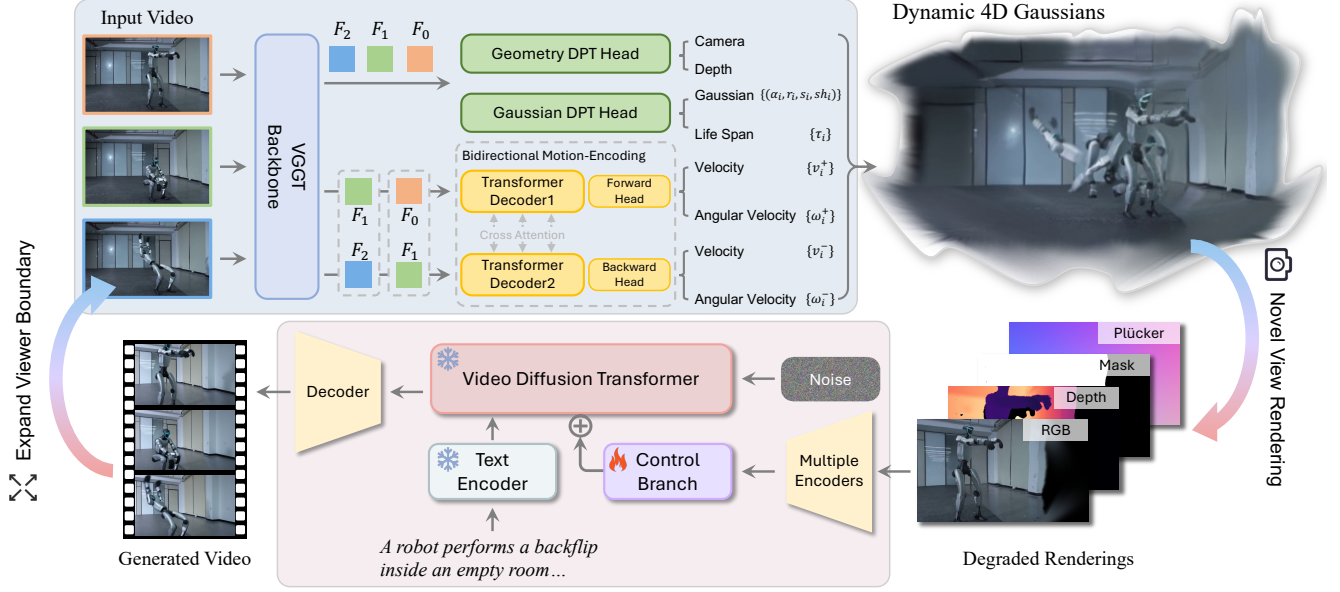 Input Video
VGGT
Backbone
F₂ F₁ F₀
Geometry DPT Head
Camera
Depth
Gaussian DPT Head
Gaussian {(αᵢ, rᵢ, sᵢ, shᵢ)}
Life Span {τᵢ}
Bidirectional Motion-Encoding
F₁ F₀
Transformer
Decoder1
Forward
Head
Velocity {vᵢ⁺}
Angular Velocity {ωᵢ⁺}
Cross Attention
F₂ F₁
Transformer
Decoder2
Backward
Head
Velocity {vᵢ⁻}
Angular Velocity {ωᵢ⁻}
Dynamic 4D Gaussians
Novel View Rendering
Plücker
Mask
Depth
RGB
Degraded Renderings
Multiple
Encoders
Control
Branch
Noise
Video Diffusion Transformer
Text
Encoder
A robot performs a backflip
inside an empty room…
Decoder
Generated Video
Expand Viewer Boundary